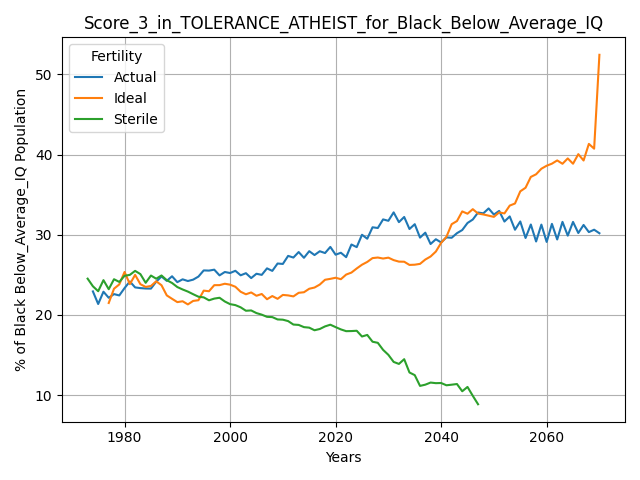 Score_3_in_TOLERANCE_ATHEIST_for_Black_Below_Average_IQ
Fertility
Actual
Ideal
Sterile
% of Black Below_Average_IQ Population
50
40
30
20
10
1980 2000 2020 2040 2060
Years